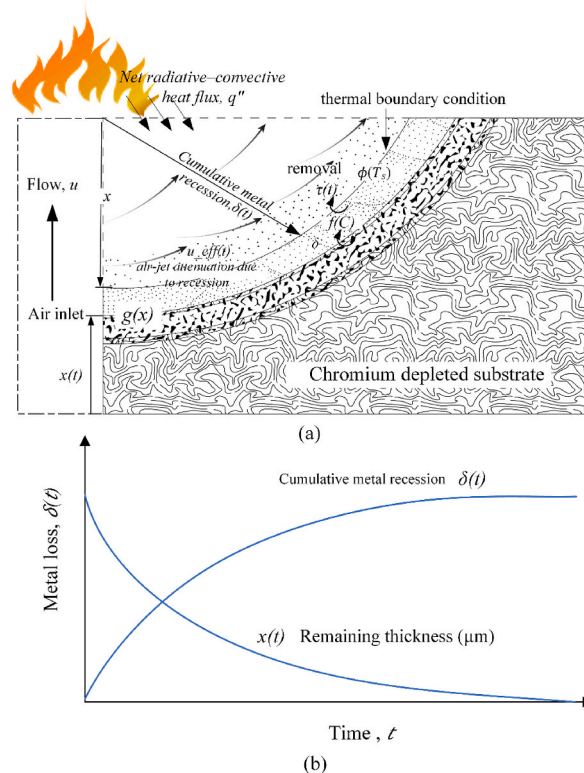 Net radiative–convective
heat flux, q"
thermal boundary condition
Cumulative metal
recession,δ(t)
removal
τ(t)
ϕ(Tₛ)
f(C)
δ
Flow, u
x
u_eff(t)
air-jet attenuation due
to recession
Air inlet
g(x)
x(t)
Chromium depleted substrate
(a)
Cumulative metal recession δ(t)
Metal loss, δ(t)
x(t) Remaining thickness (μm)
Time , t
(b)